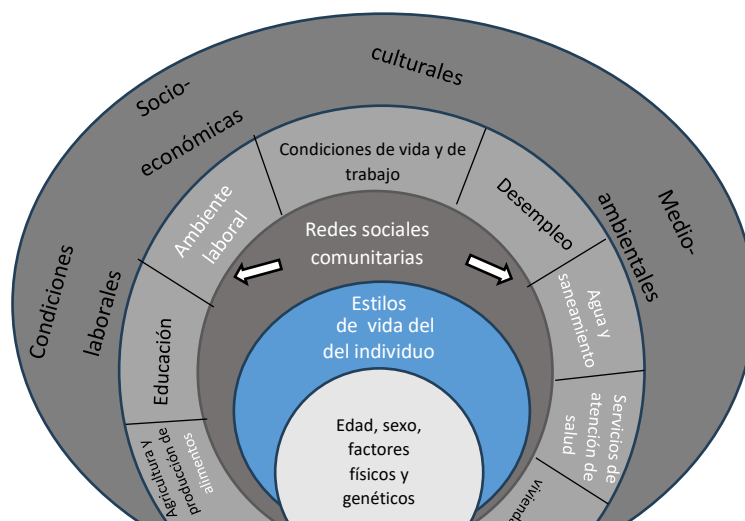 culturales
Socio-
económicas
Medio-
ambientales
Condiciones
laborales
Condiciones de vida y de
trabajo
Ambiente
laboral
Desempleo
Educación
Agua y
saneamiento
Agricultura y
producción de
alimentos
Servicios de
atención de
salud
vivienda
Redes sociales
comunitarias
Estilos
de vida del
del individuo
Edad, sexo,
factores
físicos y
genéticos